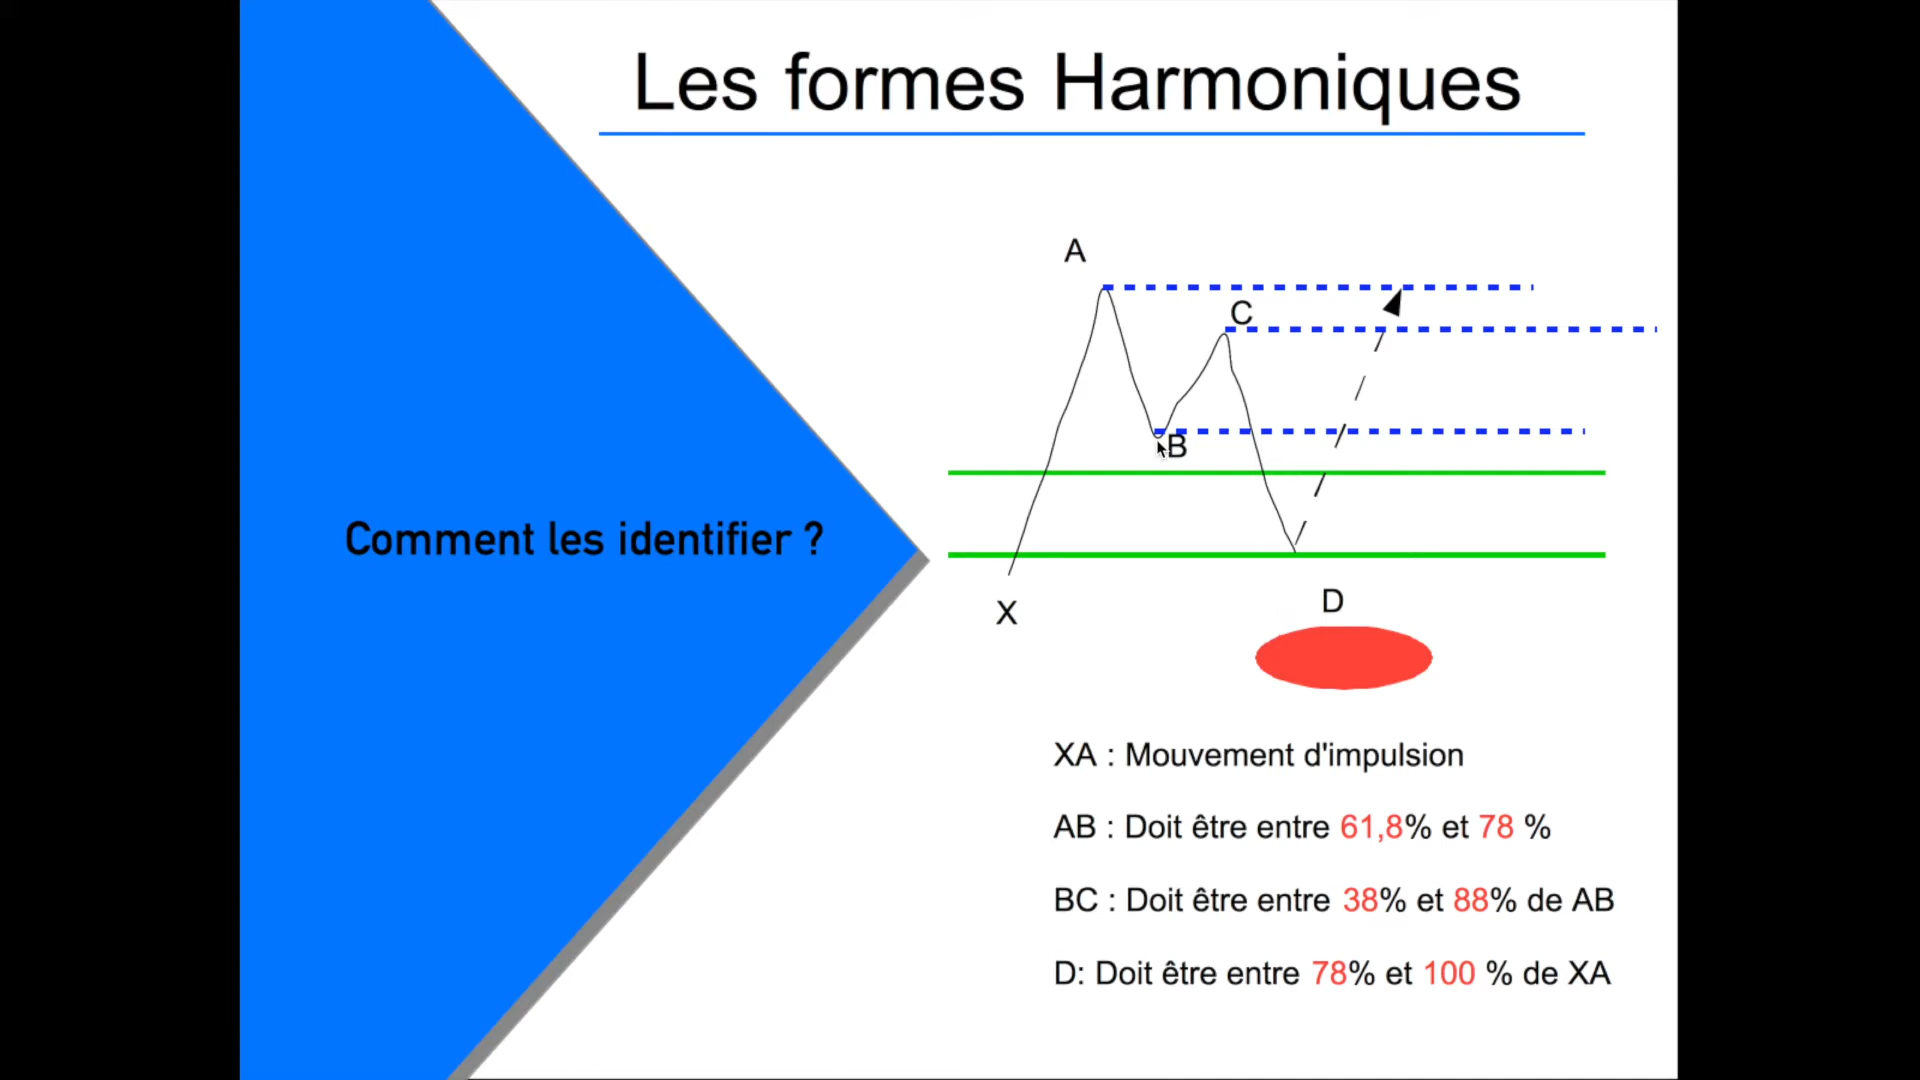 Les formes Harmoniques
A
C
B
Comment les identifier ?
X
D
XA : Mouvement d'impulsion
AB : Doit être entre 61,8% et 78 %
BC : Doit être entre 38% et 88% de AB
D: Doit être entre 78% et 100 % de XA